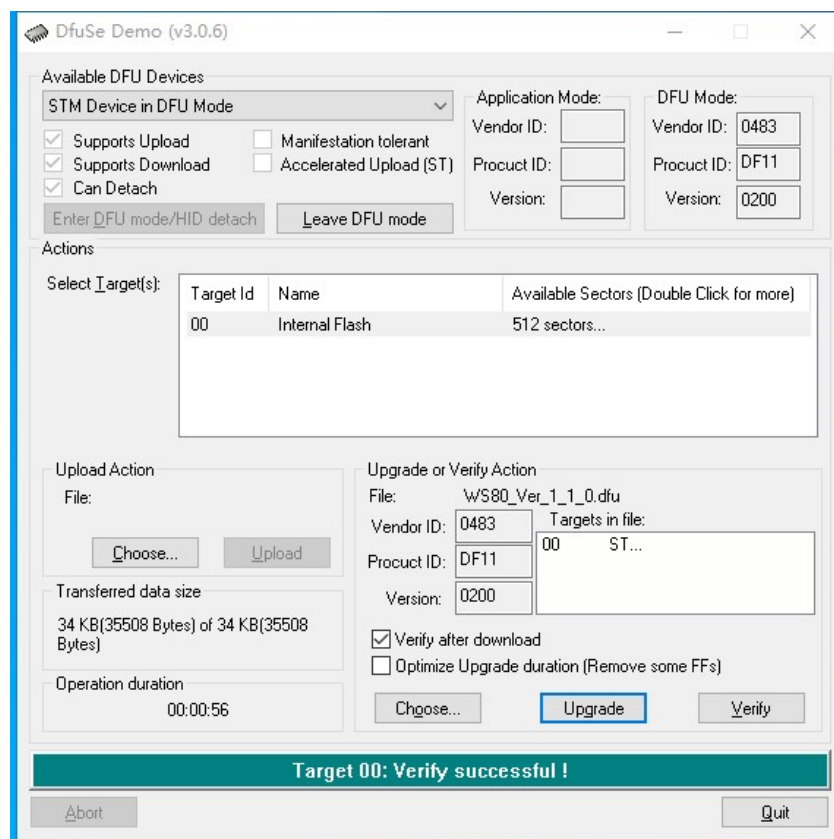 DfuSe Demo (v3.0.6)
Available DFU Devices
STM Device in DFU Mode
Supports Upload
Manifestation tolerant
Supports Download
Accelerated Upload (ST)
Can Detach
Enter DFU mode/HID detach
Leave DFU mode
Application Mode:
Vendor ID:
Procuct ID:
Version:
DFU Mode:
Vendor ID: 0483
Procuct ID: DF11
Version: 0200
Actions
Select Target(s):
Target Id Name Available Sectors (Double Click for more)
00 Internal Flash 512 sectors...
Upload Action
File:
Choose... Upload
Transferred data size
34 KB(35508 Bytes) of 34 KB(35508
Bytes)
Operation duration
00:00:56
Upgrade or Verify Action
File: WS80_Ver_1_1_0.dfu
Vendor ID: 0483
Procuct ID: DF11
Version: 0200
Targets in file:
00 ST...
Verify after download
Optimize Upgrade duration (Remove some FFs)
Choose... Upgrade Verify
Target 00: Verify successful !
Abort Quit